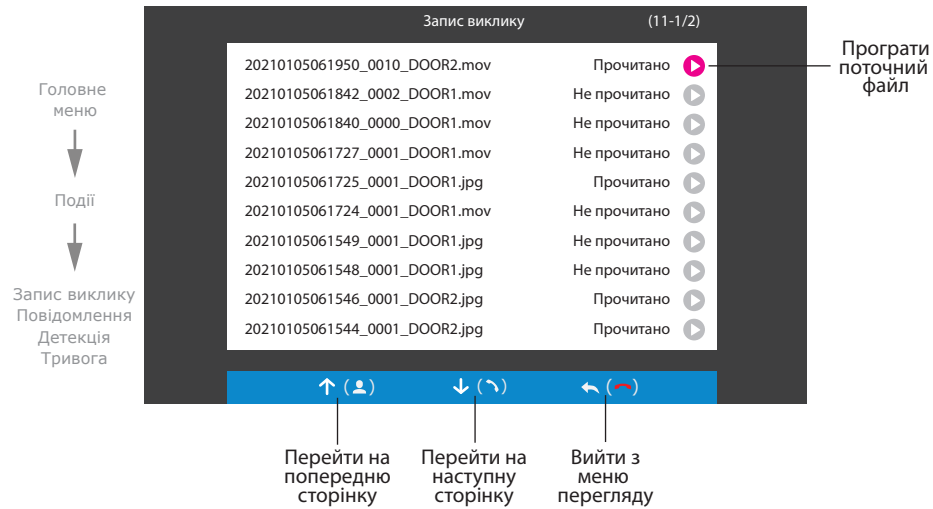 Запис виклику (11-1/2)
20210105061950_0010_DOOR2.mov Прочитано
20210105061842_0002_DOOR1.mov Не прочитано
20210105061840_0000_DOOR1.mov Не прочитано
20210105061727_0001_DOOR1.mov Не прочитано
20210105061725_0001_DOOR1.jpg Прочитано
20210105061724_0001_DOOR1.mov Не прочитано
20210105061549_0001_DOOR1.jpg Не прочитано
20210105061548_0001_DOOR1.jpg Не прочитано
20210105061546_0001_DOOR2.jpg Прочитано
20210105061544_0001_DOOR2.jpg Прочитано
Програти
поточний
файл
Головне
меню
Події
Запис виклику
Повідомлення
Детекція
Тривога
Перейти на
попередню
сторінку
Перейти на
наступну
сторінку
Вийти з
меню
перегляду